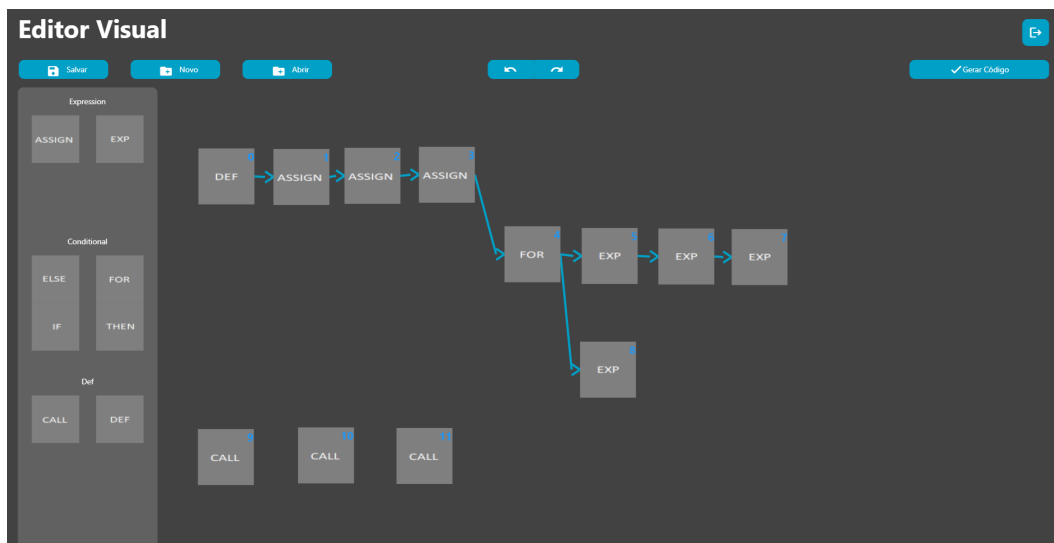 Editor Visual
Salvar Novo Abrir Gerar Código
Expression
ASSIGN EXP
Conditional
ELSE FOR
IF THEN
Def
CALL DEF
DEF ASSIGN ASSIGN ASSIGN
FOR EXP EXP EXP
EXP
CALL CALL CALL